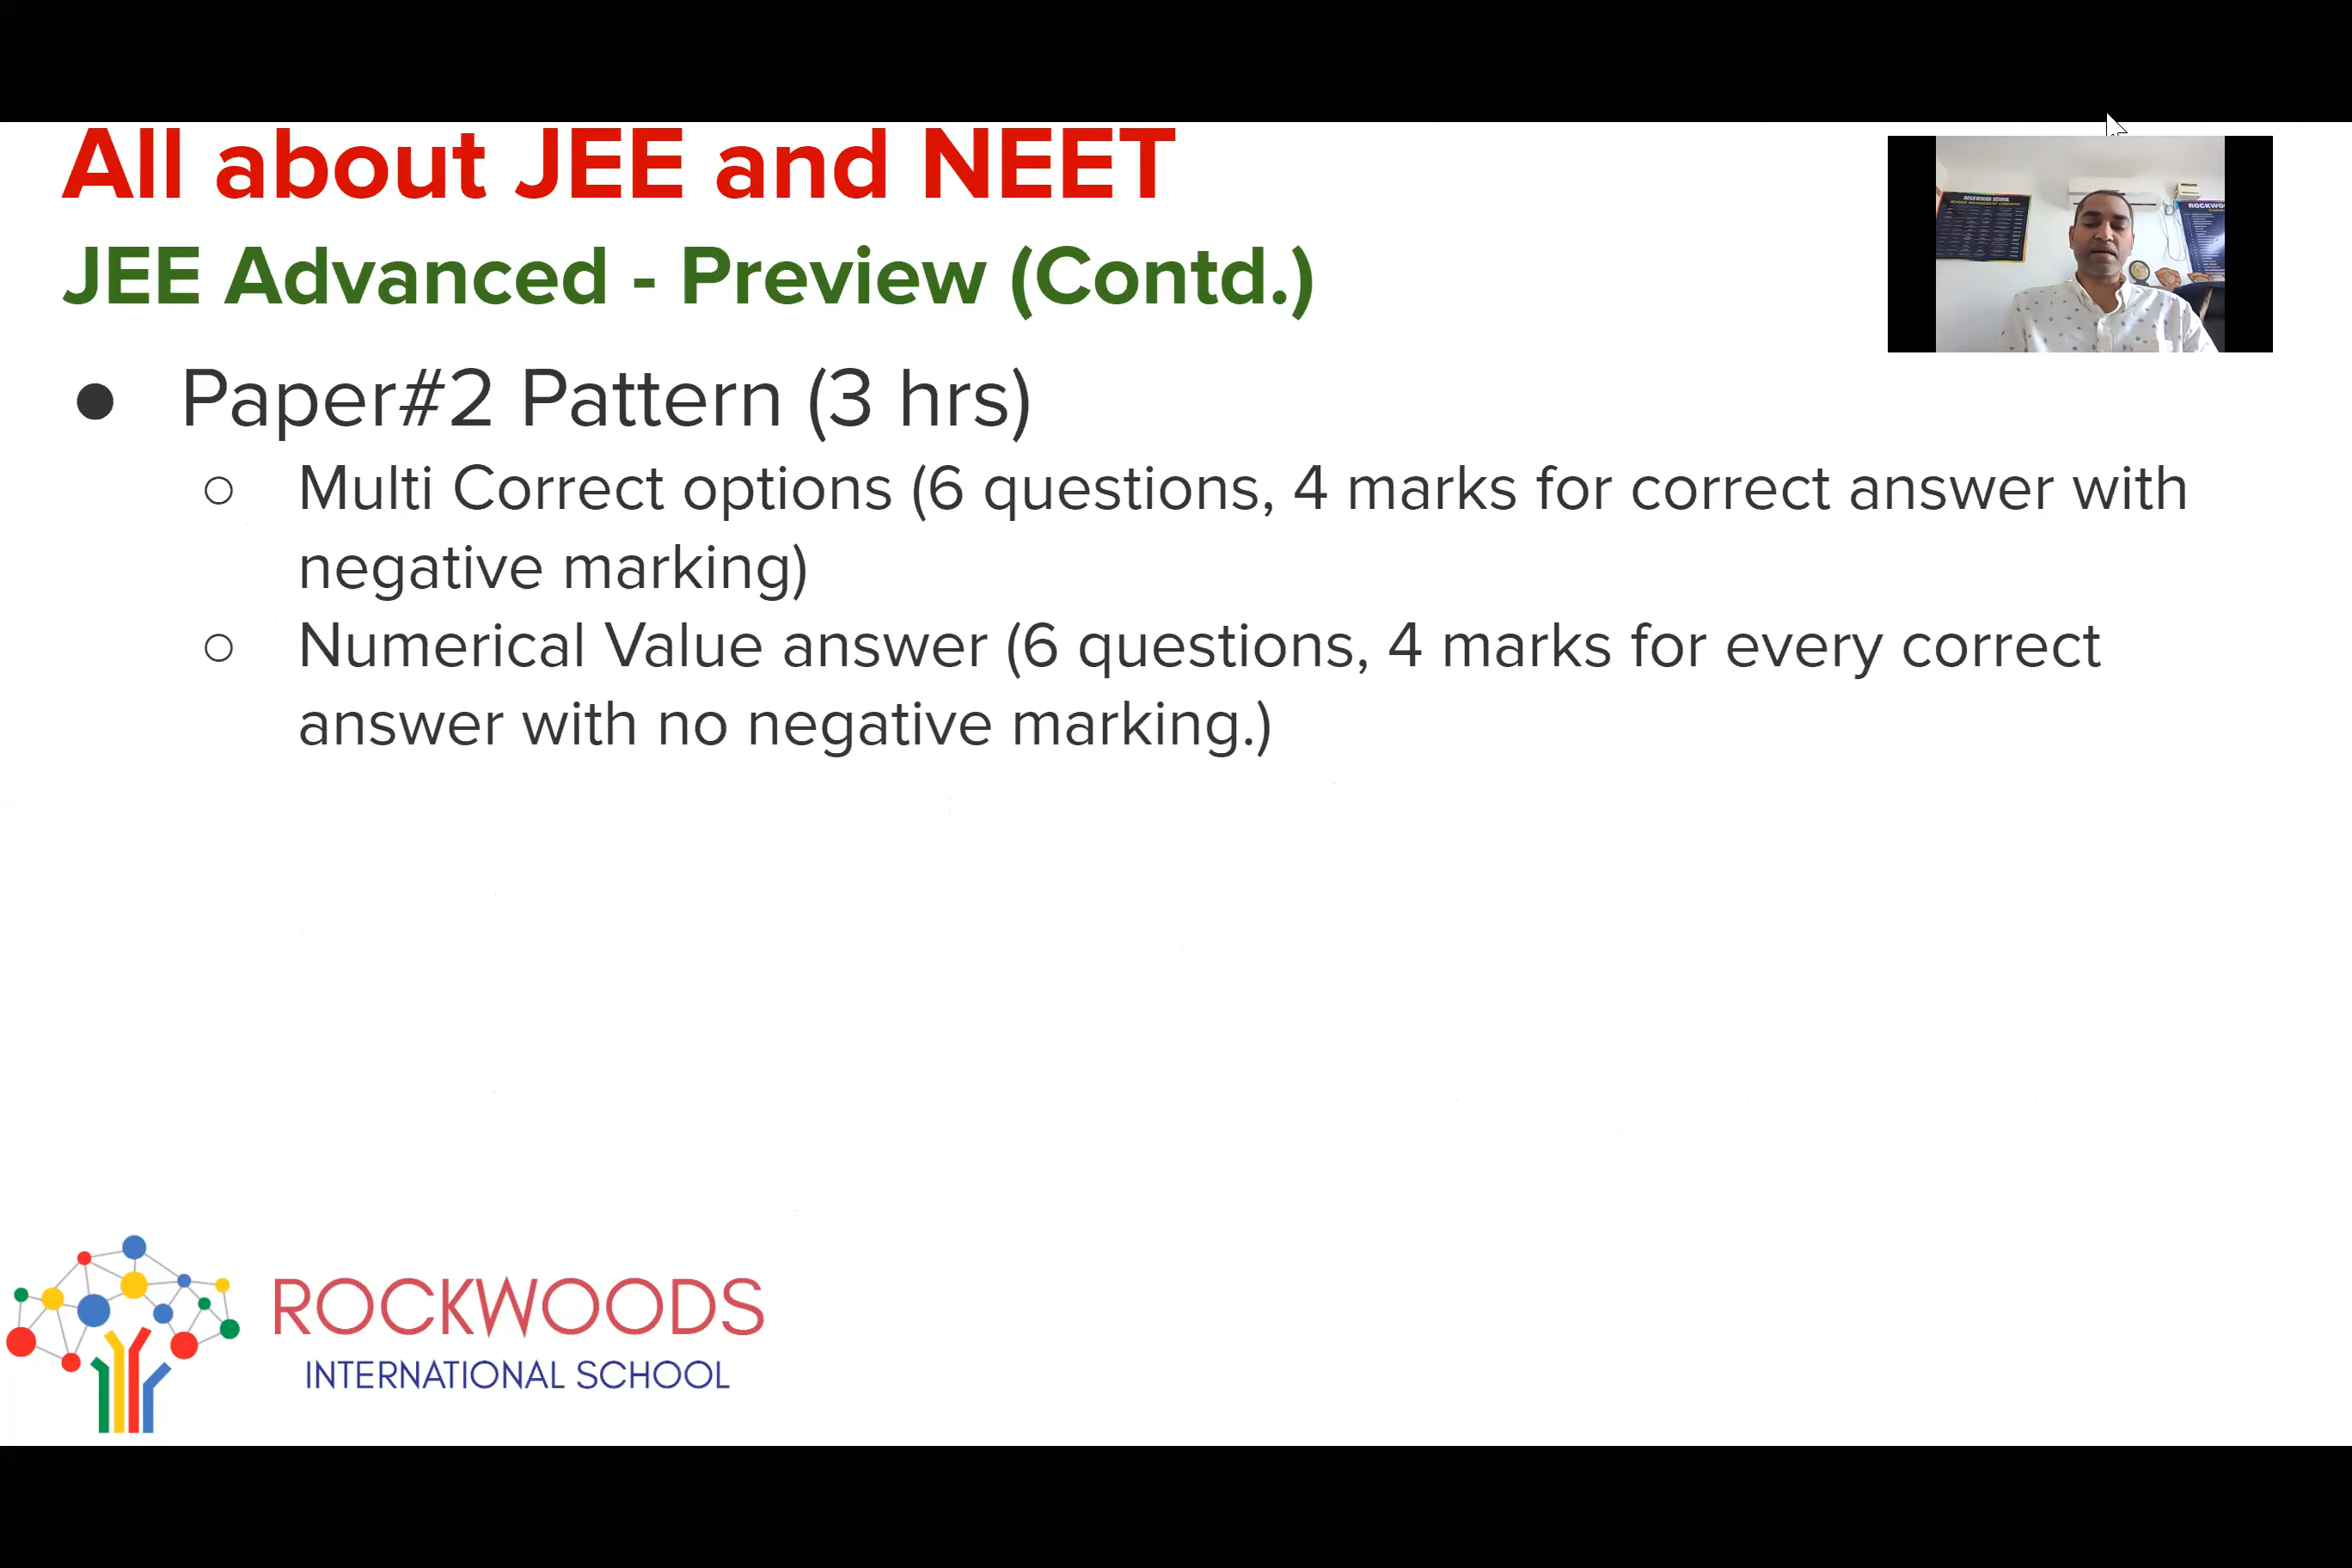 All about JEE and NEET
JEE Advanced - Preview (Contd.)
● Paper#2 Pattern (3 hrs)
○ Multi Correct options (6 questions, 4 marks for correct answer with
negative marking)
○ Numerical Value answer (6 questions, 4 marks for every correct
answer with no negative marking.)
ROCKWOODS SCHOOL
ROCKWOODS
INTERNATIONAL SCHOOL